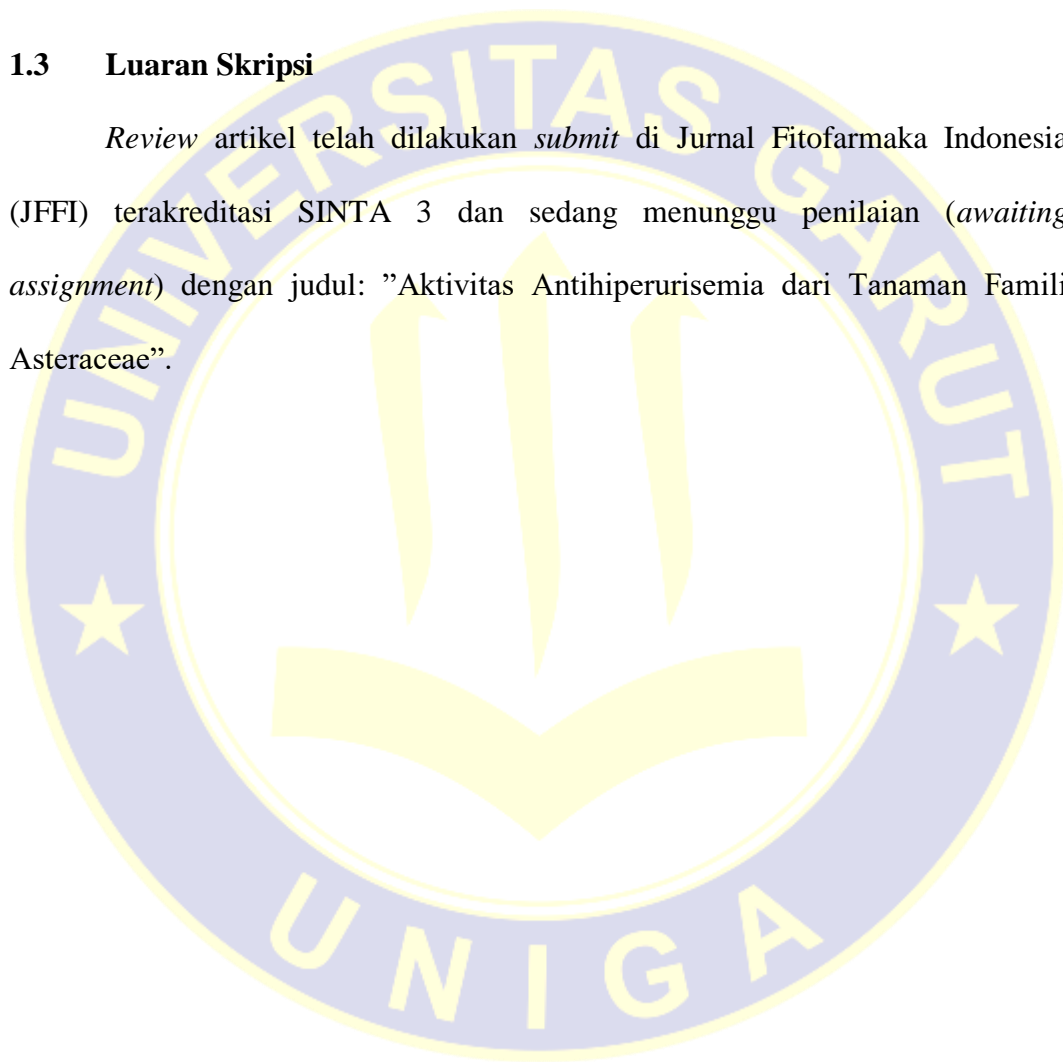 1.3 Luaran Skripsi
Review artikel telah dilakukan submit di Jurnal Fitofarmaka Indonesia
(JFFI) terakreditasi SINTA 3 dan sedang menunggu penilaian (awaiting
assignment) dengan judul: ”Aktivitas Antihiperurisemia dari Tanaman Famili
Asteraceae”.
UNIVERSITAS GARUT
UNIGA